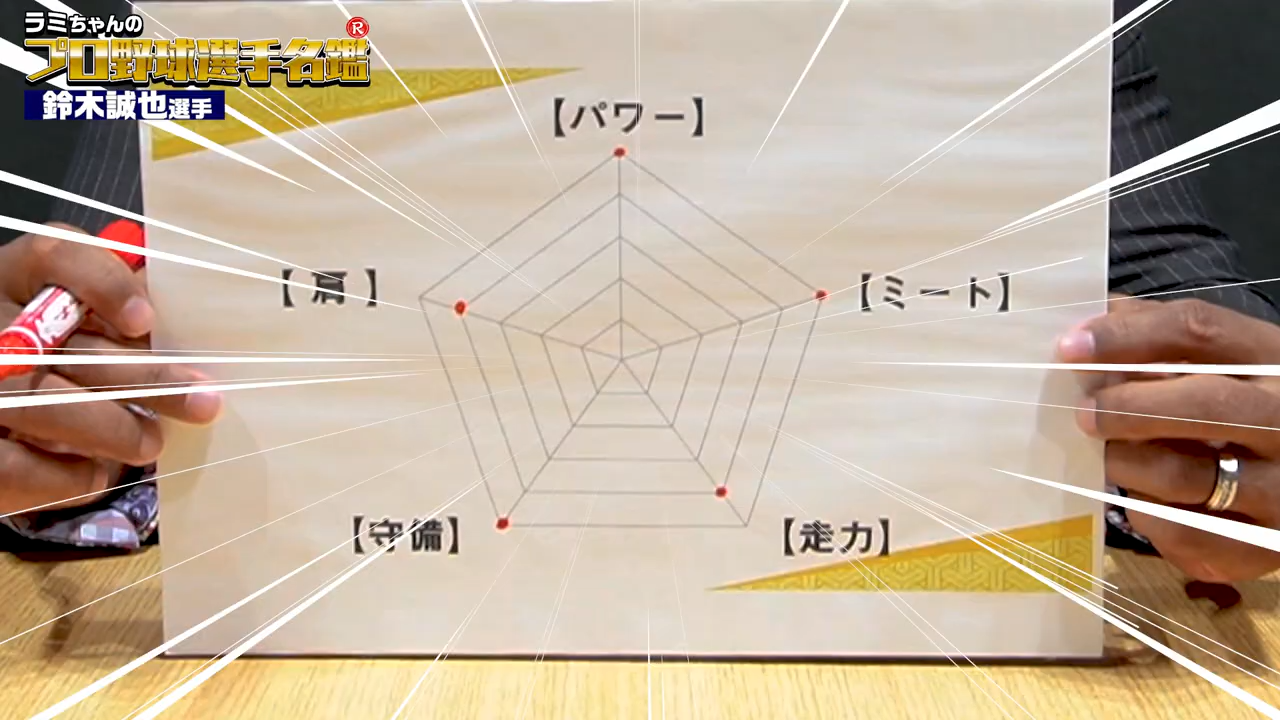 ラミちゃんの
プロ野球選手名鑑®
鈴木誠也選手
【パワー】
【肩】
【ミート】
【守備】
【走力】